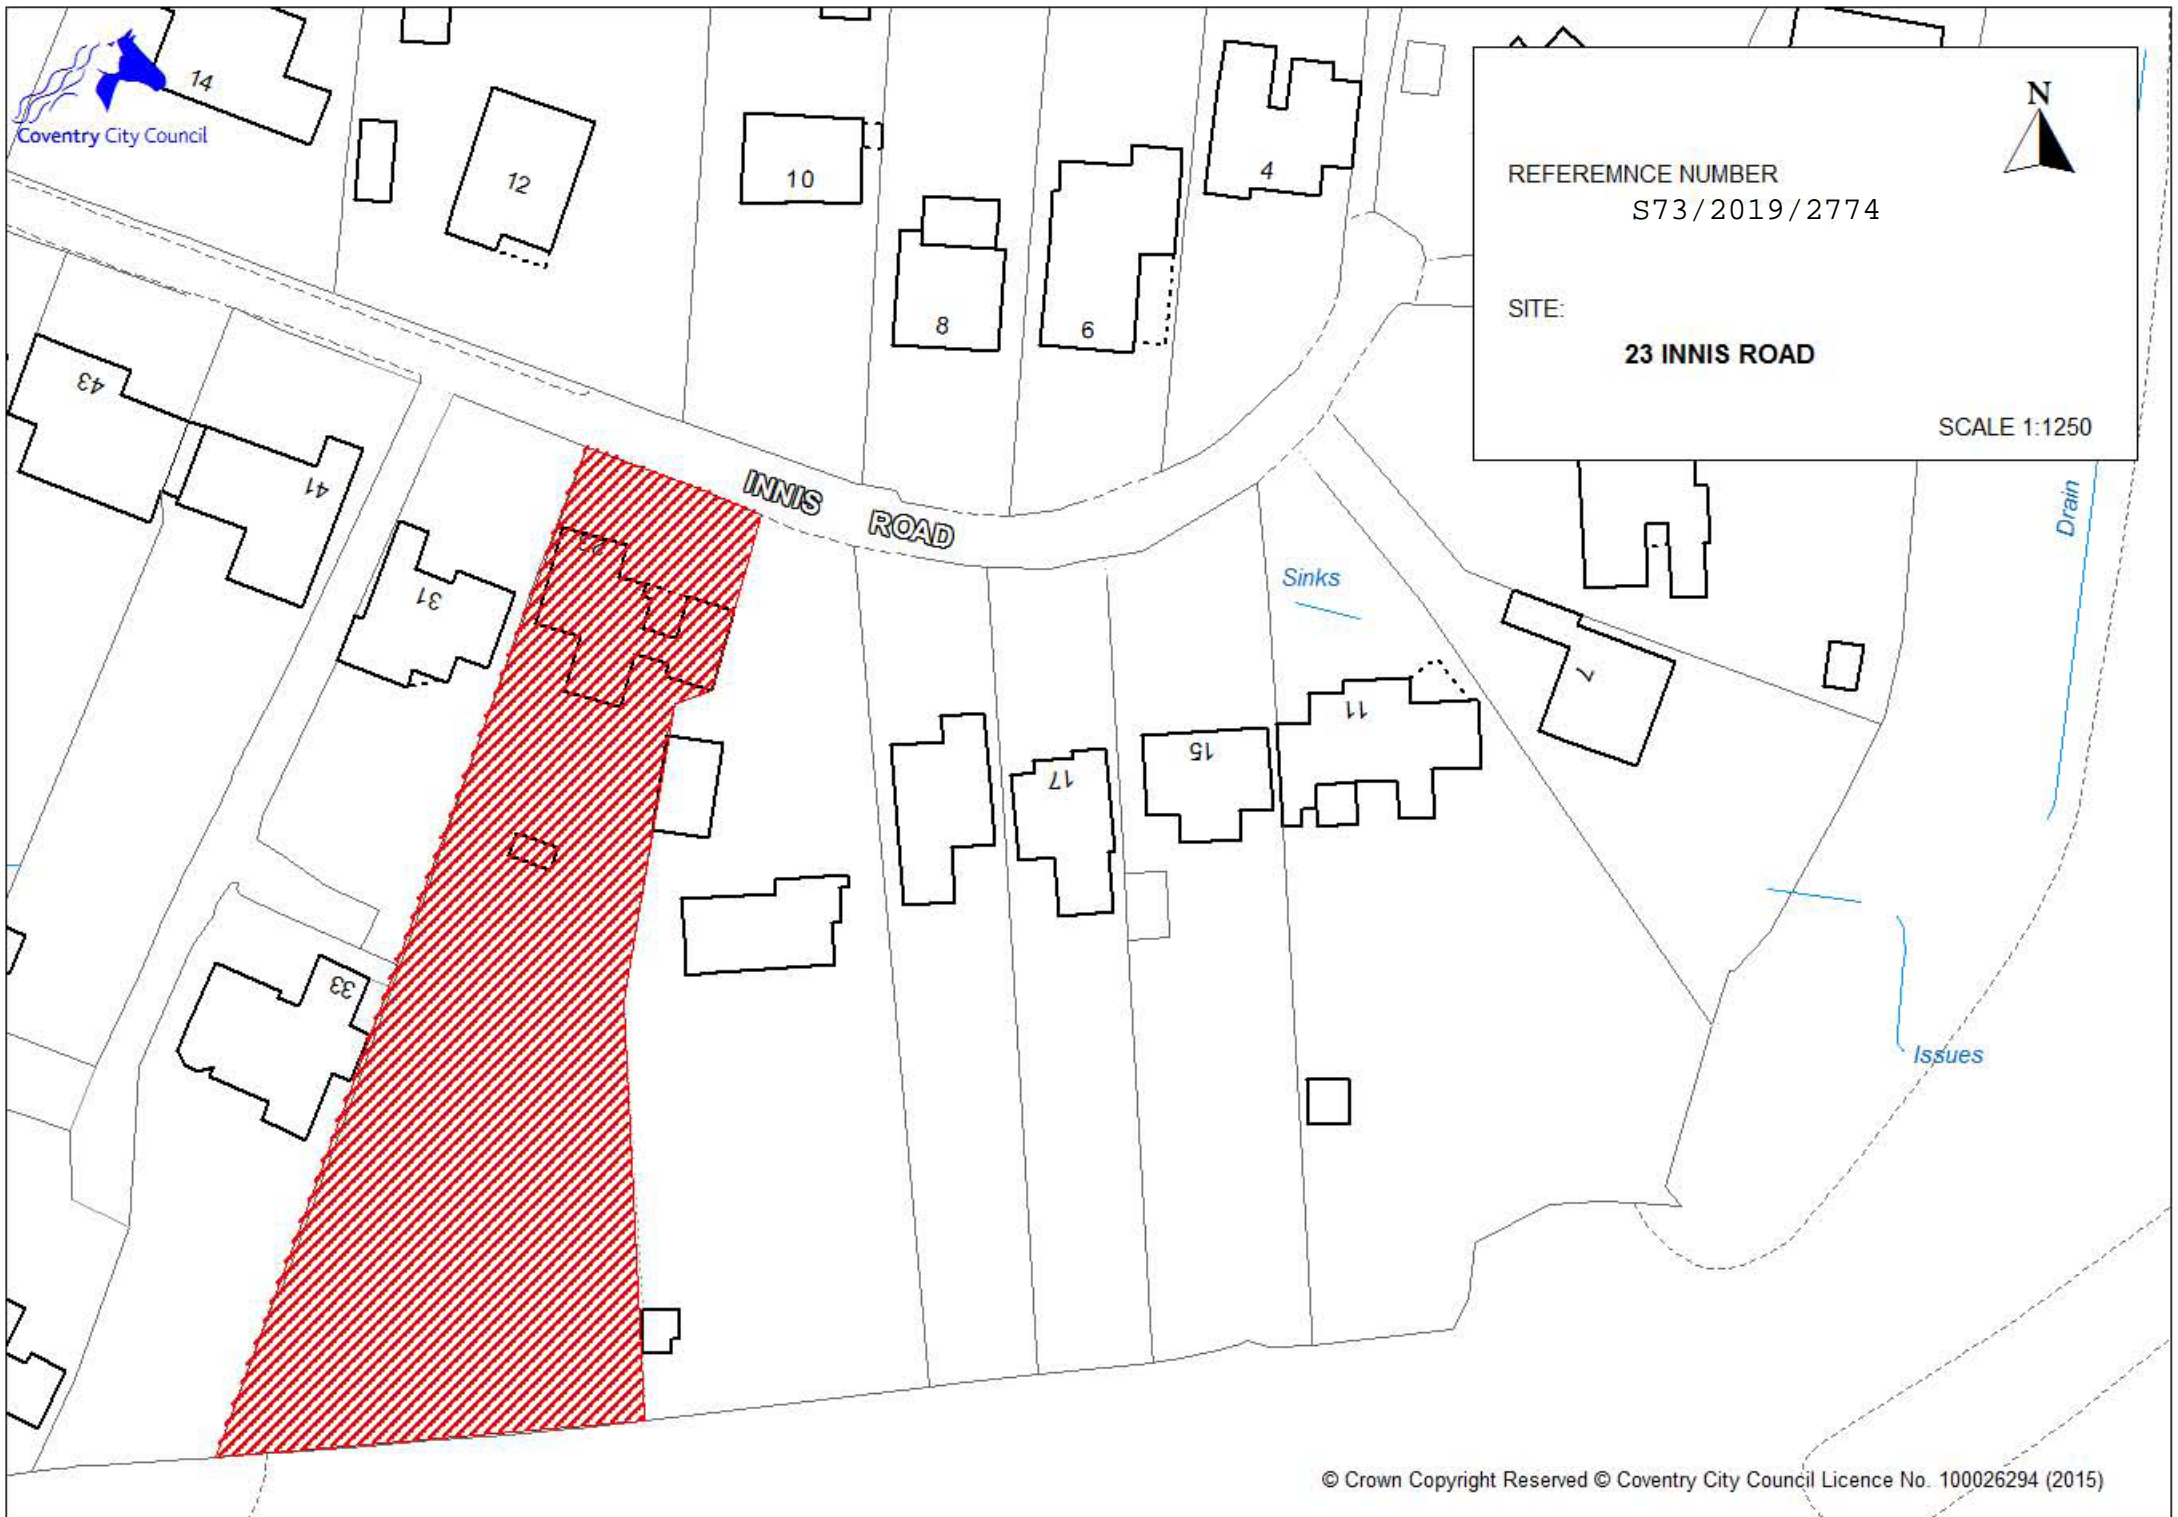 Coventry City Council
14
12
10
8
6
4
N
REFEREMNCE NUMBER
S73/2019/2774
SITE:
23 INNIS ROAD
SCALE 1:1250
43
41
31
23
33
INNIS ROAD
Sinks
Drain
7
11
15
17
Issues
© Crown Copyright Reserved © Coventry City Council Licence No. 100026294 (2015)